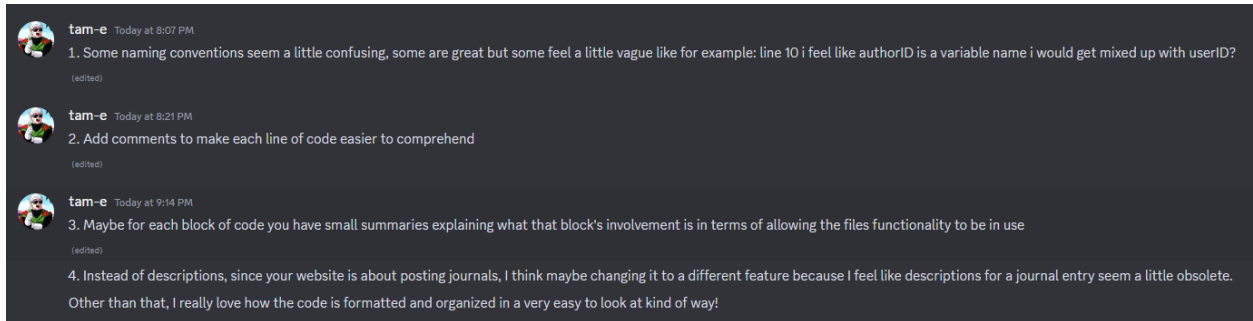 tam-e Today at 8:07 PM
1. Some naming conventions seem a little confusing, some are great but some feel a little vague like for example: line 10 i feel like authorID is a variable name i would get mixed up with userID?
(edited)
tam-e Today at 8:21 PM
2. Add comments to make each line of code easier to comprehend
(edited)
tam-e Today at 9:14 PM
3. Maybe for each block of code you have small summaries explaining what that block's involvement is in terms of allowing the files functionality to be in use
(edited)
4. Instead of descriptions, since your website is about posting journals, I think maybe changing it to a different feature because I feel like descriptions for a journal entry seem a little obsolete.
Other than that, I really love how the code is formatted and organized in a very easy to look at kind of way!